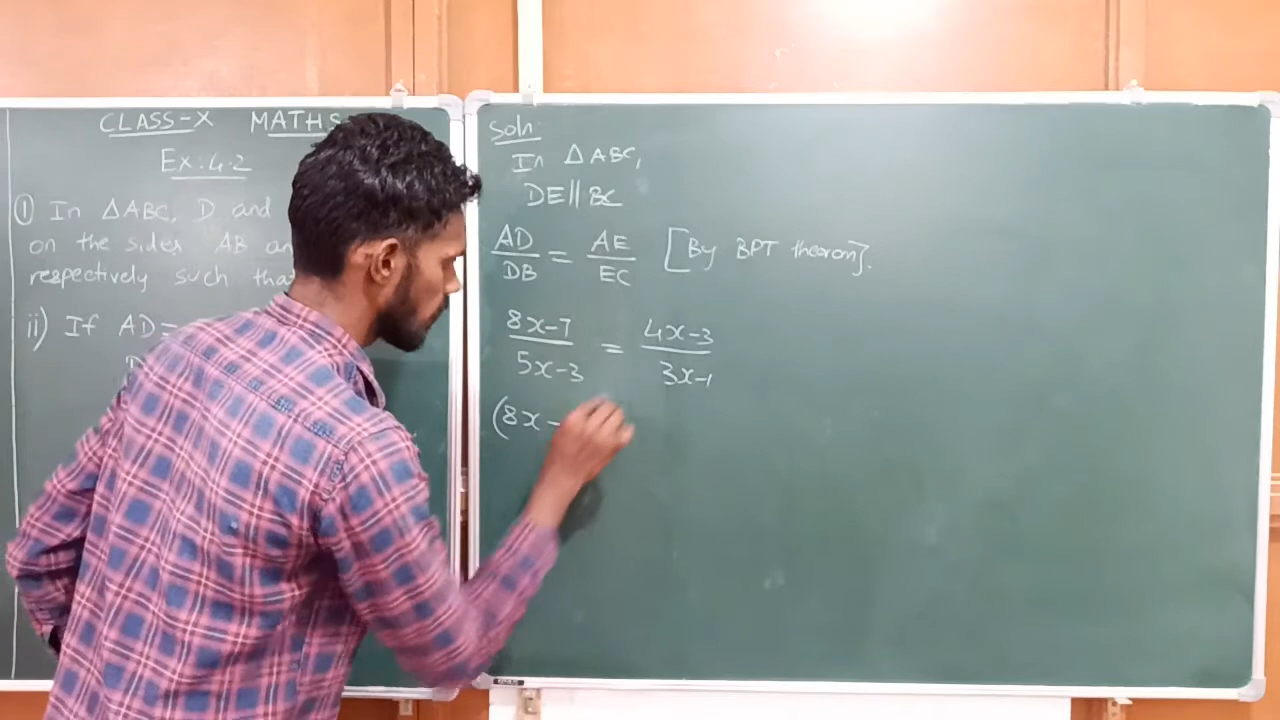 CLASS-X MATHS
Ex: 4.2
① In △ABC, D and
on the sides AB an
respectively such tha
ii) If AD=
Soln:
In △ABC,
DE||BC
AD/DB = AE/EC [By BPT theorom].
8x-7/5x-3 = 4x-3/3x-1
(8x-